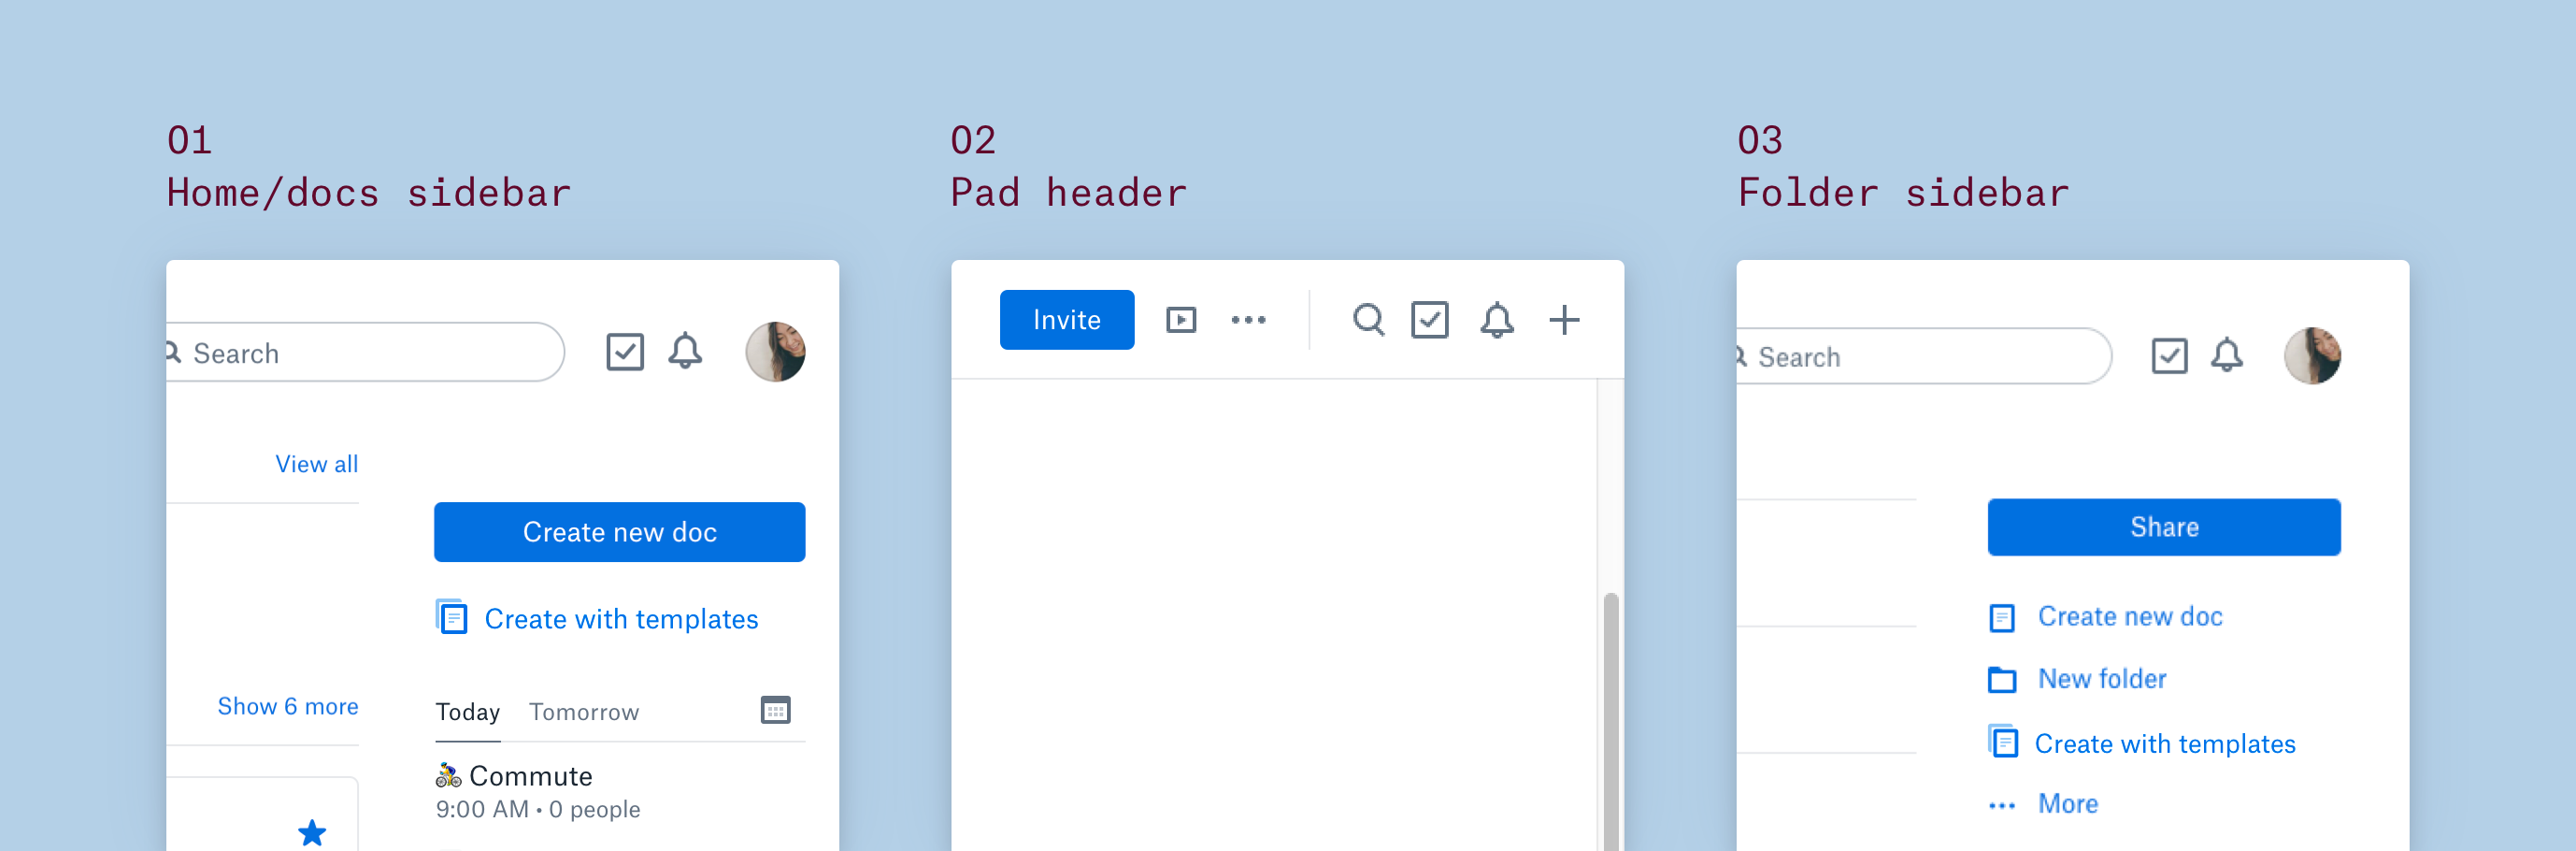 01
Home/docs sidebar
Search
View all
Create new doc
Create with templates
Show 6 more
Today Tomorrow
Commute
9:00 AM • 0 people
02
Pad header
Invite
03
Folder sidebar
Search
Share
Create new doc
New folder
Create with templates
More